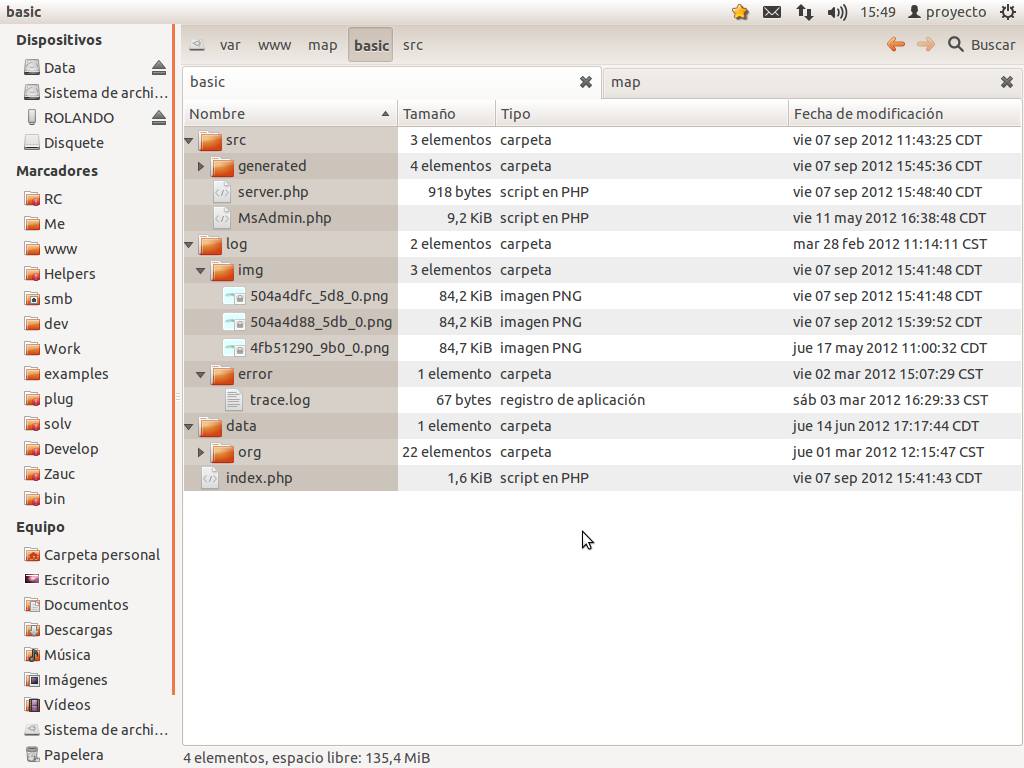 basic
15:49 proyecto
Dispositivos
Data
Sistema de archi...
ROLANDO
Disquete
Marcadores
RC
Me
www
Helpers
smb
dev
Work
examples
plug
solv
Develop
Zauc
bin
Equipo
Carpeta personal
Escritorio
Documentos
Descargas
Música
Imágenes
Vídeos
Sistema de archi...
Papelera
var www map basic src Buscar
basic map
Nombre Tamaño Tipo Fecha de modificación
src 3 elementos carpeta vie 07 sep 2012 11:43:25 CDT
generated 4 elementos carpeta vie 07 sep 2012 15:45:36 CDT
server.php 918 bytes script en PHP vie 07 sep 2012 15:48:40 CDT
MsAdmin.php 9,2 KiB script en PHP vie 11 may 2012 16:38:48 CDT
log 2 elementos carpeta mar 28 feb 2012 11:14:11 CST
img 3 elementos carpeta vie 07 sep 2012 15:41:48 CDT
504a4dfc_5d8_0.png 84,2 KiB imagen PNG vie 07 sep 2012 15:41:48 CDT
504a4d88_5db_0.png 84,2 KiB imagen PNG vie 07 sep 2012 15:39:52 CDT
4fb51290_9b0_0.png 84,7 KiB imagen PNG jue 17 may 2012 11:00:32 CDT
error 1 elemento carpeta vie 02 mar 2012 15:07:29 CST
trace.log 67 bytes registro de aplicación sáb 03 mar 2012 16:29:33 CST
data 1 elemento carpeta jue 14 jun 2012 17:17:44 CDT
org 22 elementos carpeta jue 01 mar 2012 12:15:47 CST
index.php 1,6 KiB script en PHP vie 07 sep 2012 15:41:43 CDT
4 elementos, espacio libre: 135,4 MiB